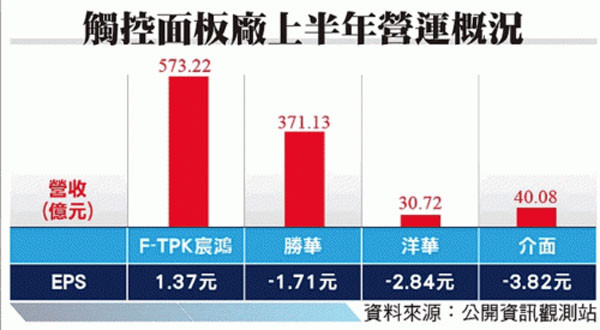 觸控面板廠上半年營運概況
573.22
371.13
30.72
40.08
營收
(億元)
F-TPK宸鴻 勝華 洋華 介面
EPS 1.37元 -1.71元 -2.84元 -3.82元
資料來源：公開資訊觀測站